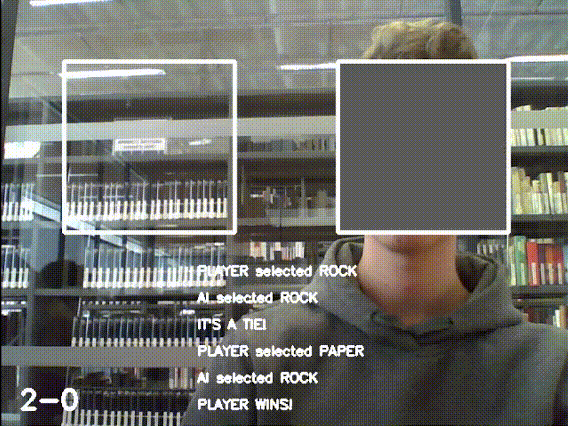 PLAYER selected ROCK
AI selected ROCK
IT'S A TIE!
PLAYER selected PAPER
AI selected ROCK
PLAYER WINS!
2-0